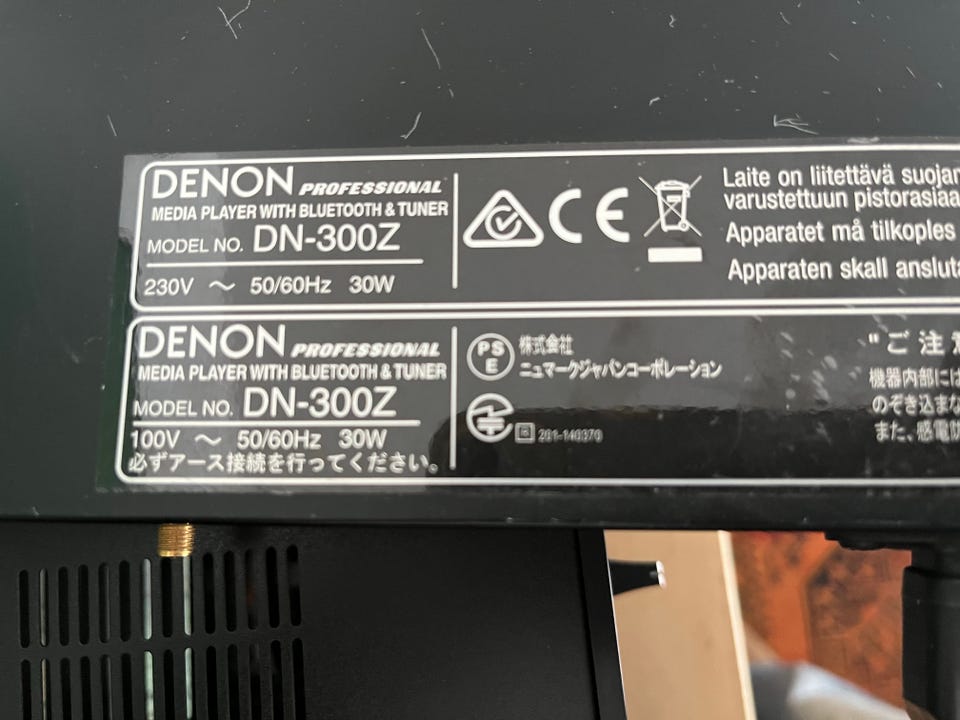 DENON PROFESSIONAL
MEDIA PLAYER WITH BLUETOOTH & TUNER
MODEL NO. DN-300Z
230V ～ 50/60Hz 30W
CE
Laite on liitettävä suojar
varustettuun pistorasiaa
Apparatet må tilkoples
Apparaten skall ansluta
DENON PROFESSIONAL
MEDIA PLAYER WITH BLUETOOTH & TUNER
MODEL NO. DN-300Z
100V ～ 50/60Hz 30W
必ずアース接続を行ってください。
PS
E
株式会社
ニュマークジャパンコーポレーション
R 201-140370
"ご注意
機器内部には
のぞき込まな
また、感電防